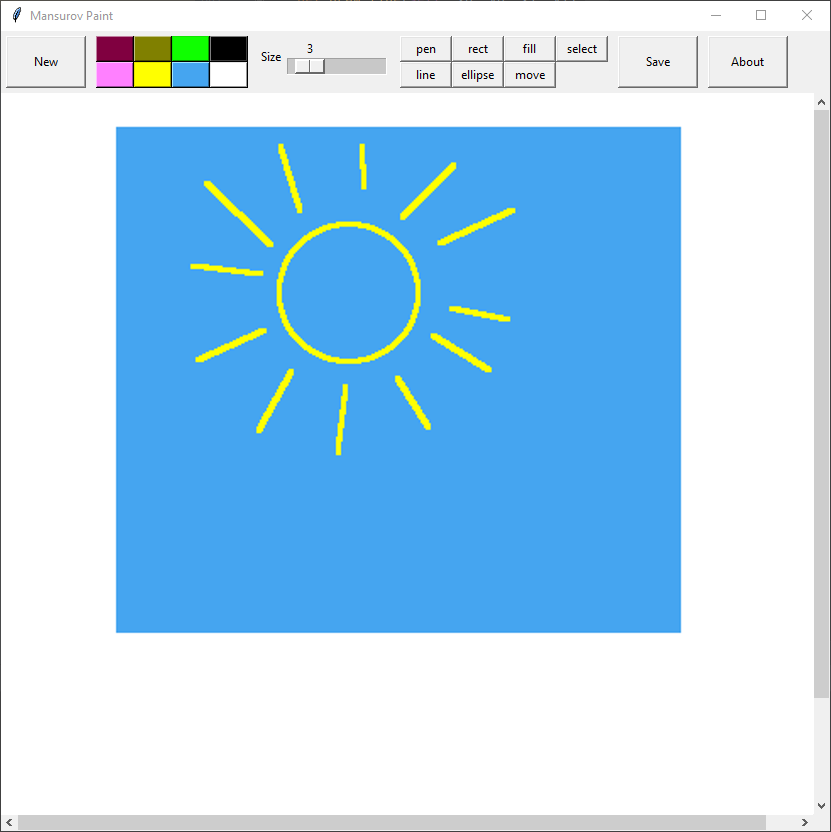 Mansurov Paint
New
Size
3
pen rect fill select
line ellipse move
Save
About